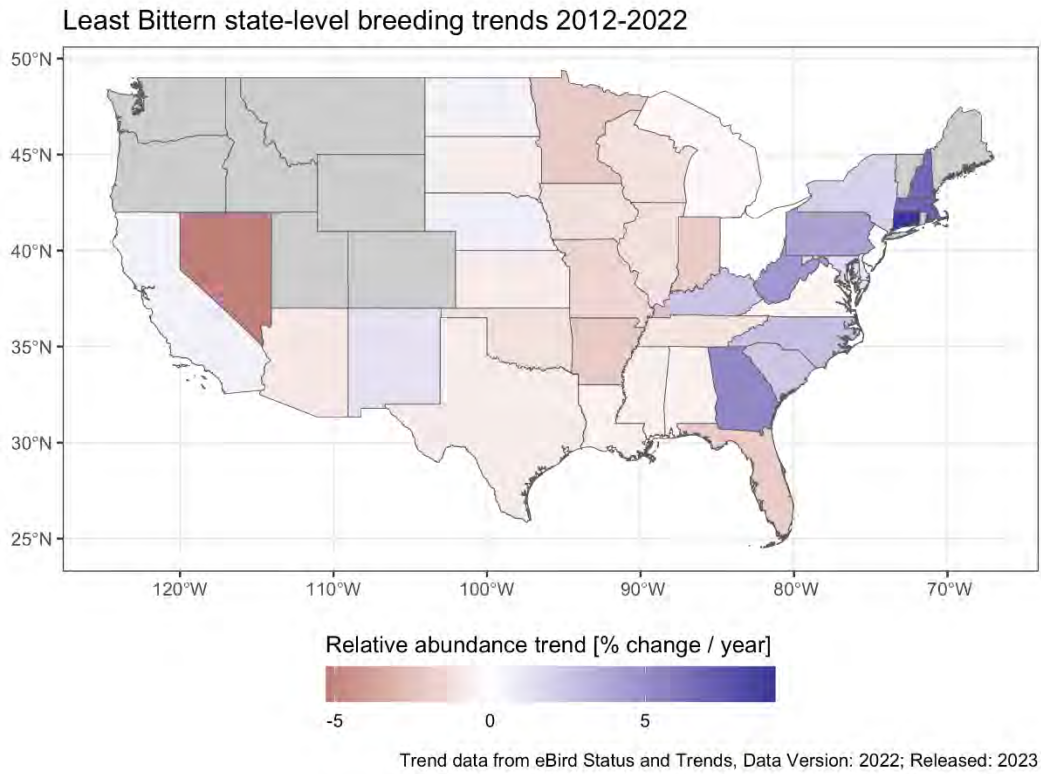 Least Bittern state-level breeding trends 2012-2022
50°N
45°N
40°N
35°N
30°N
25°N
120°W 110°W 100°W 90°W 80°W 70°W
Relative abundance trend [% change / year]
-5 0 5
Trend data from eBird Status and Trends, Data Version: 2022; Released: 2023